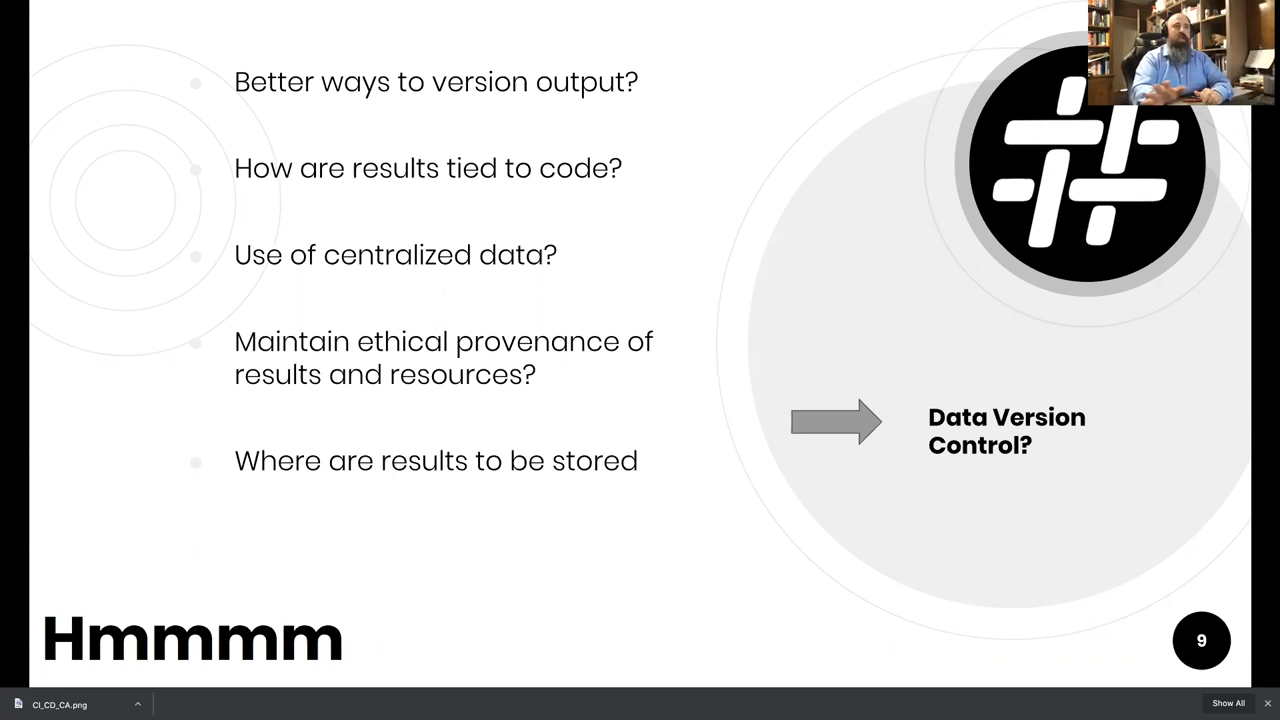 Better ways to version output?
How are results tied to code?
Use of centralized data?
Maintain ethical provenance of
results and resources?
Where are results to be stored
Data Version
Control?
Hmmmm
9
CI_CD_CA.png
Show All